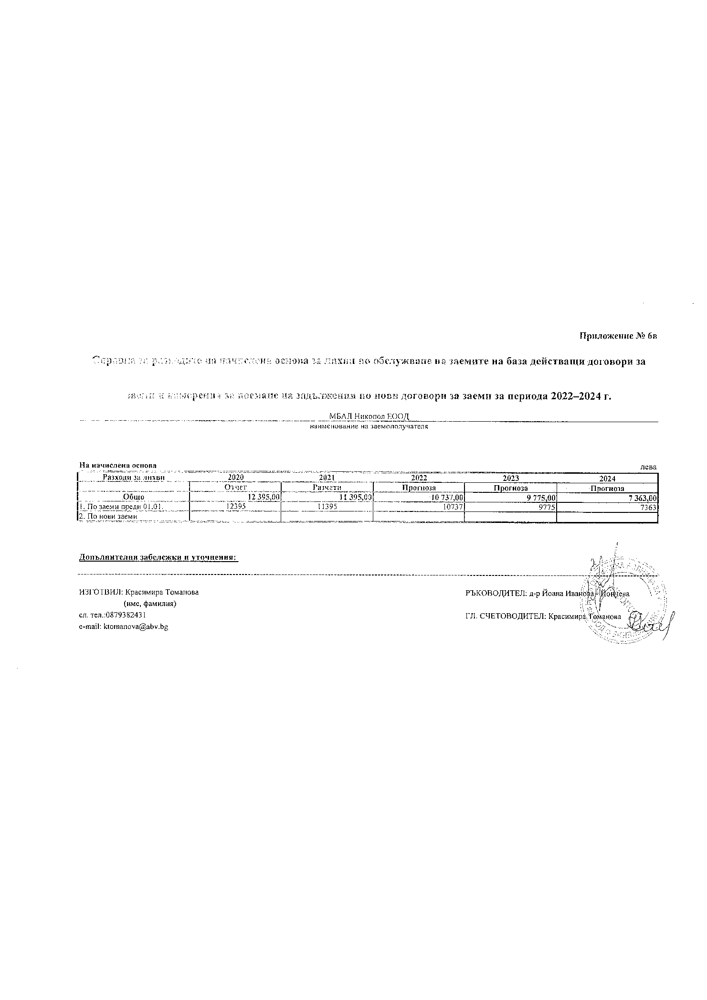 Приложение № 6в
Справка за разходите на начислена основа за лихви по обслужване на заемите на база действащи договори за
заеми и намерения за поемане на задължения по нови договори за заеми за периода 2022–2024 г.
МБАЛ Никопол ЕООД
наименование на заемополучателя
На начислена основа лева
Разходи за лихви 2020 2021 2022 2023 2024
Отчет Разчети Прогноза Прогноза Прогноза
Общо 12 395,00 11 395,00 10 737,00 9 775,00 7 363,00
1. По заеми преди 01.01. 12395 11395 10737 9775 7363
2. По нови заеми
Допълнителни забележки и уточнения:
ИЗГОТВИЛ: Красимира Томанова
(име, фамилия)
сл. тел.:0879382431
e-mail: ktomanova@abv.bg
РЪКОВОДИТЕЛ: д-р Йоана Иванова - Йончева
ГЛ. СЧЕТОВОДИТЕЛ: Красимира Томанова